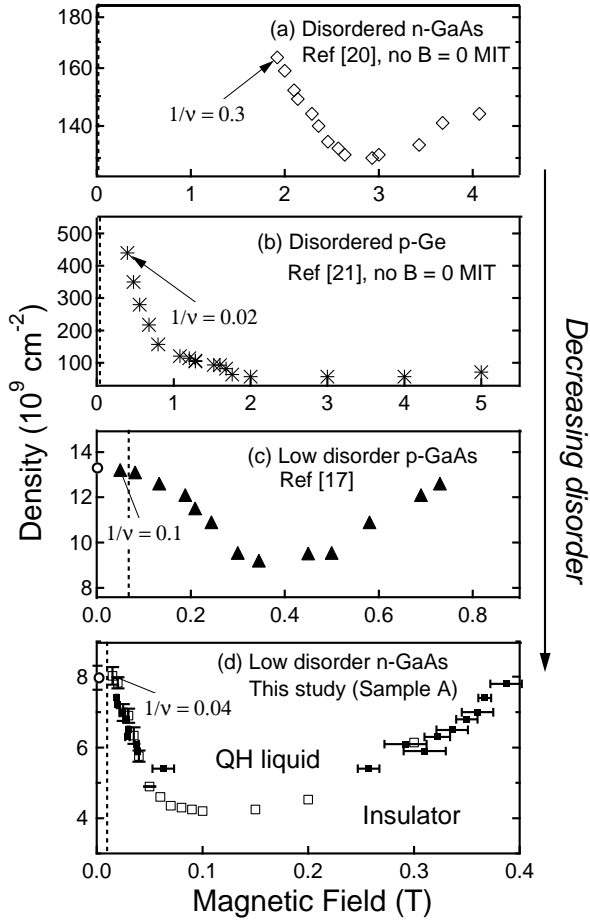 (a) Disordered n-GaAs
Ref [20], no B = 0 MIT
1/ν = 0.3
180
160
140
0 1 2 3 4
(b) Disordered p-Ge
Ref [21], no B = 0 MIT
1/ν = 0.02
500
400
300
200
100
0 1 2 3 4 5
(c) Low disorder p-GaAs
Ref [17]
1/ν = 0.1
14
12
10
8
0.0 0.2 0.4 0.6 0.8
(d) Low disorder n-GaAs
This study (Sample A)
1/ν = 0.04
QH liquid
Insulator
8
6
4
0.0 0.1 0.2 0.3 0.4
Magnetic Field (T)
Density (10⁹ cm⁻²)
Decreasing disorder